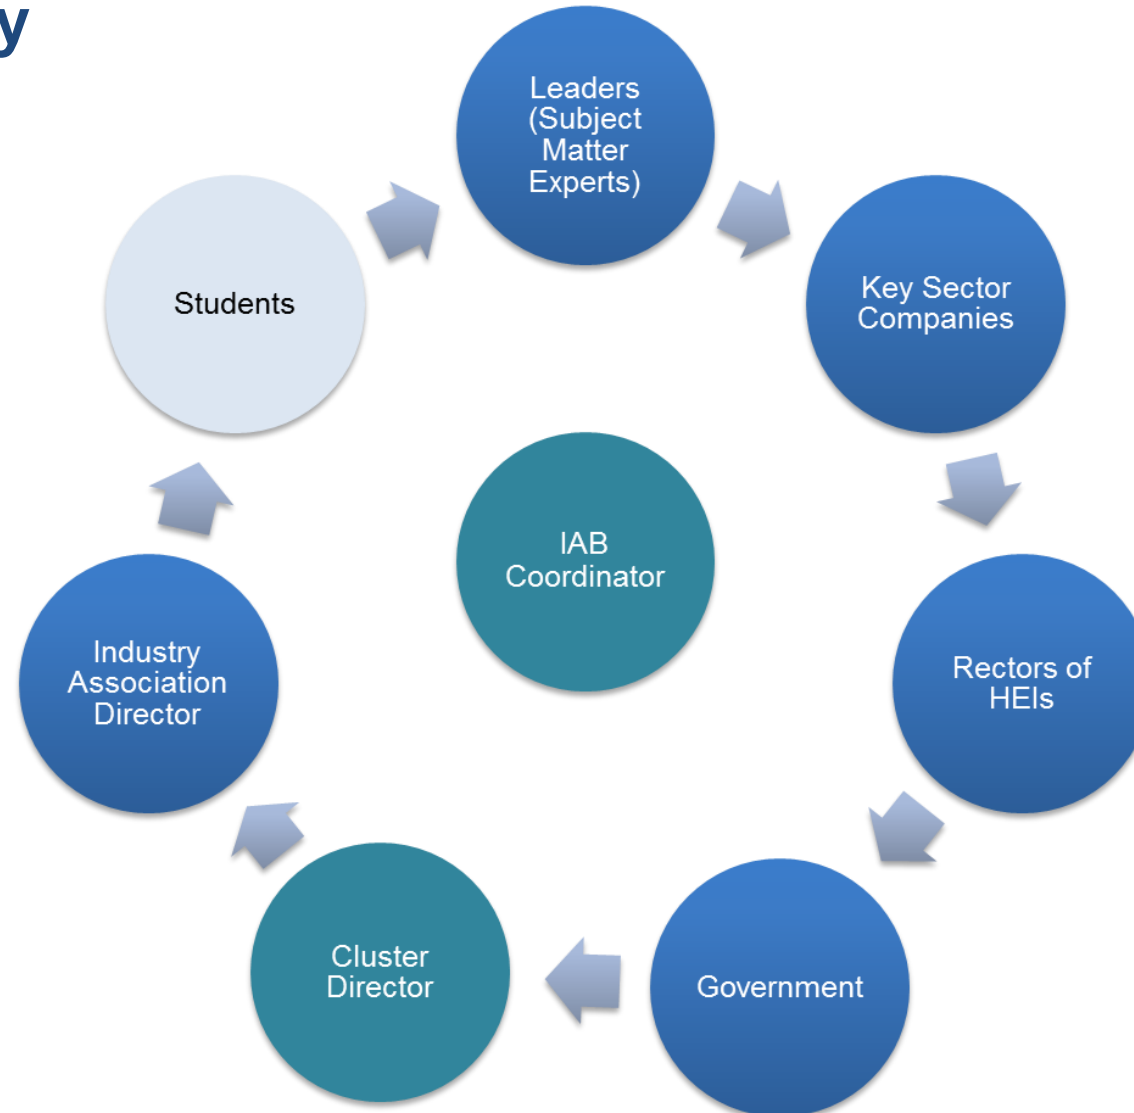 y
Leaders
(Subject
Matter
Experts)
Key Sector
Companies
Students
IAB
Coordinator
Rectors of
HEIs
Industry
Association
Director
Government
Cluster
Director